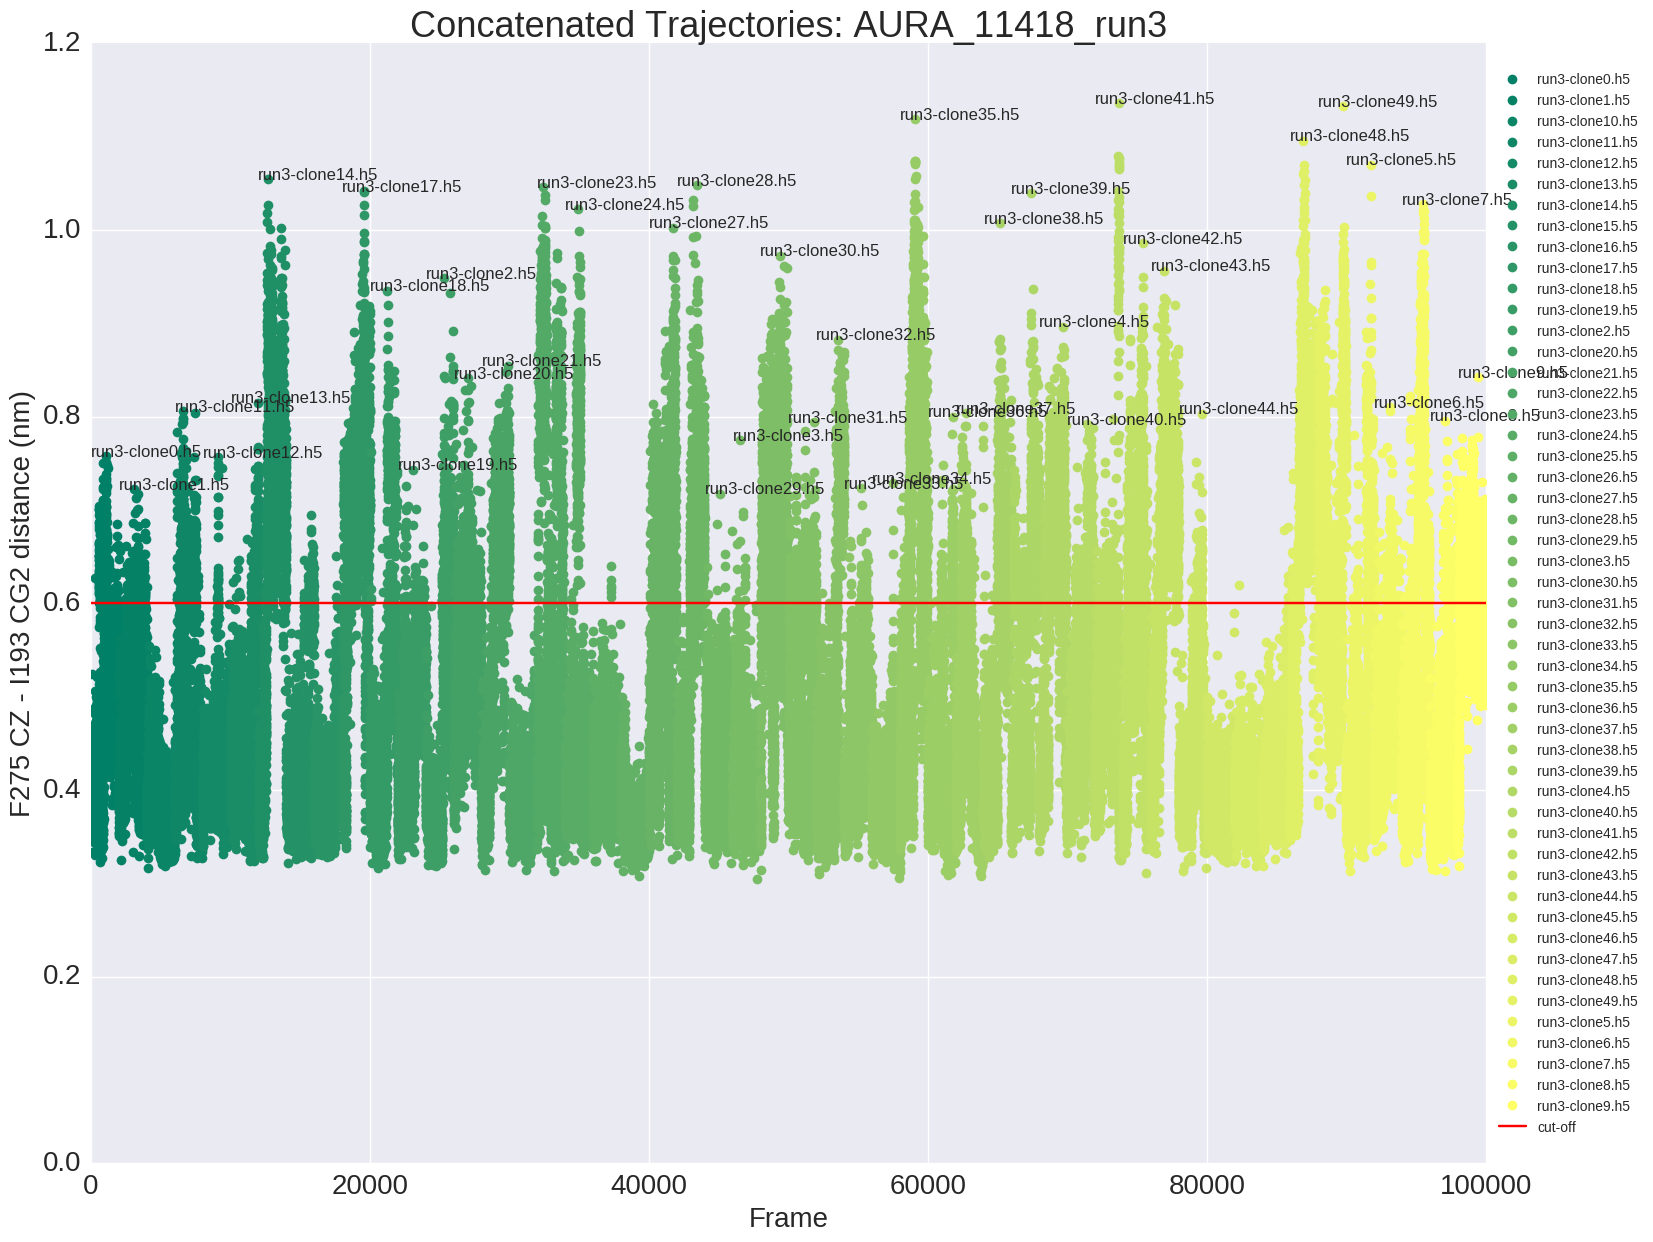 Concatenated Trajectories: AURA_11418_run3
F275 CZ - I193 CG2 distance (nm)
1.2
1.0
0.8
0.6
0.4
0.2
0.0
0
20000
40000
60000
80000
100000
Frame
run3-clone0.h5
run3-clone1.h5
run3-clone11.h5
run3-clone12.h5
run3-clone13.h5
run3-clone14.h5
run3-clone17.h5
run3-clone18.h5
run3-clone19.h5
run3-clone2.h5
run3-clone20.h5
run3-clone21.h5
run3-clone23.h5
run3-clone24.h5
run3-clone27.h5
run3-clone28.h5
run3-clone29.h5
run3-clone3.h5
run3-clone30.h5
run3-clone31.h5
run3-clone32.h5
run3-clone33.h5
run3-clone34.h5
run3-clone35.h5
run3-clone36.h5
run3-clone37.h5
run3-clone38.h5
run3-clone39.h5
run3-clone4.h5
run3-clone40.h5
run3-clone41.h5
run3-clone42.h5
run3-clone43.h5
run3-clone44.h5
run3-clone48.h5
run3-clone49.h5
run3-clone5.h5
run3-clone6.h5
run3-clone7.h5
run3-clone8.h5
run3-clone9.h5
run3-clone0.h5
run3-clone1.h5
run3-clone10.h5
run3-clone11.h5
run3-clone12.h5
run3-clone13.h5
run3-clone14.h5
run3-clone15.h5
run3-clone16.h5
run3-clone17.h5
run3-clone18.h5
run3-clone19.h5
run3-clone2.h5
run3-clone20.h5
run3-clone21.h5
run3-clone22.h5
run3-clone23.h5
run3-clone24.h5
run3-clone25.h5
run3-clone26.h5
run3-clone27.h5
run3-clone28.h5
run3-clone29.h5
run3-clone3.h5
run3-clone30.h5
run3-clone31.h5
run3-clone32.h5
run3-clone33.h5
run3-clone34.h5
run3-clone35.h5
run3-clone36.h5
run3-clone37.h5
run3-clone38.h5
run3-clone39.h5
run3-clone4.h5
run3-clone40.h5
run3-clone41.h5
run3-clone42.h5
run3-clone43.h5
run3-clone44.h5
run3-clone45.h5
run3-clone46.h5
run3-clone47.h5
run3-clone48.h5
run3-clone49.h5
run3-clone5.h5
run3-clone6.h5
run3-clone7.h5
run3-clone8.h5
run3-clone9.h5
cut-off